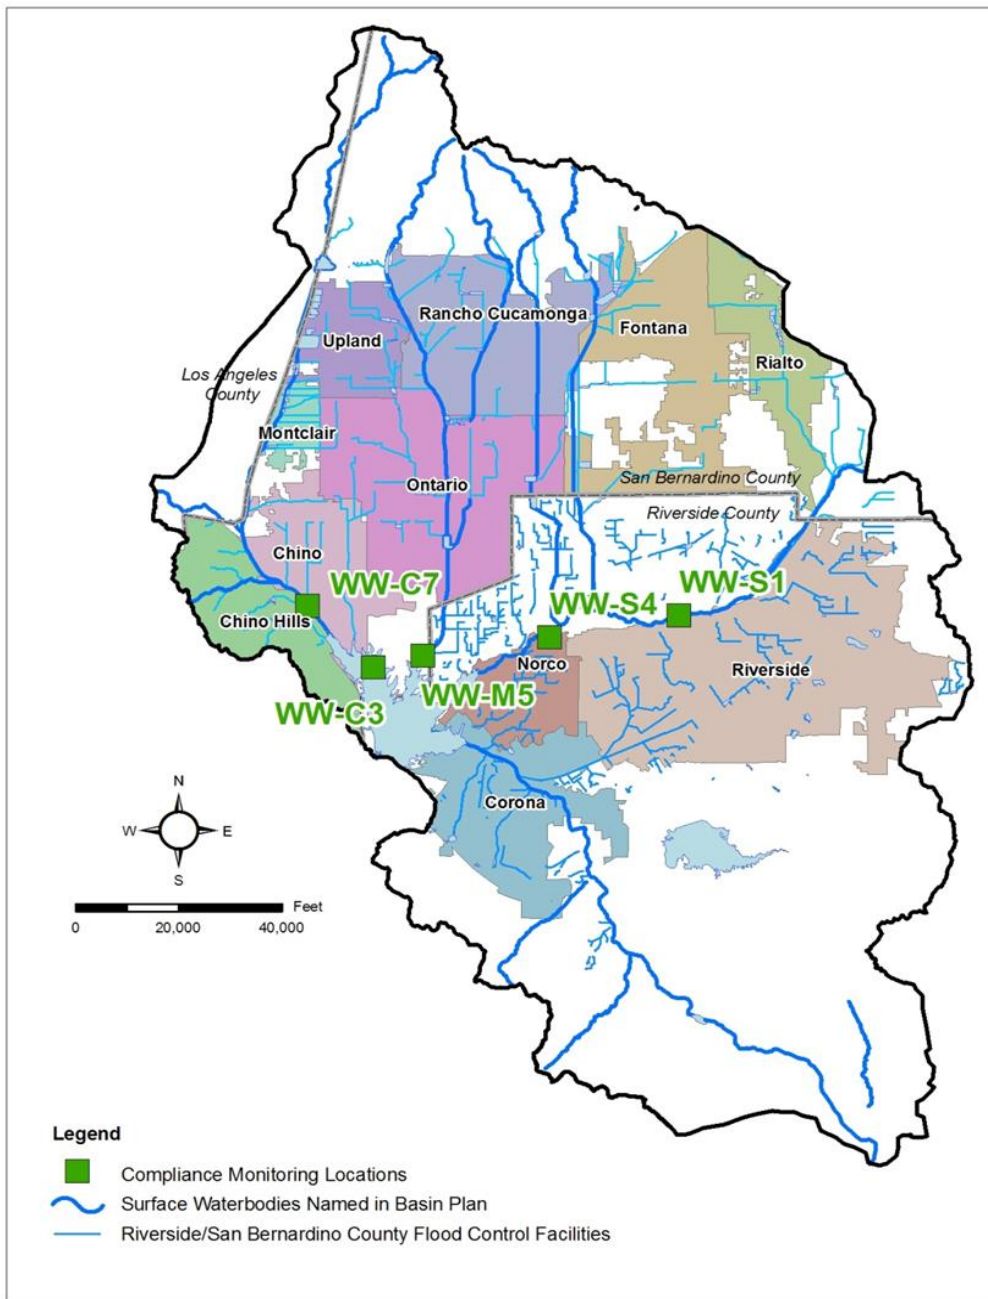 Rancho Cucamonga
Fontana
Upland
Rialto
Los Angeles
County
Montclair
Ontario
San Bernardino County
Riverside County
Chino
WW-C7
WW-S4
WW-S1
Chino Hills
Norco
Riverside
WW-M5
WW-C3
Corona
N
W
E
S
Feet
0
20,000
40,000
Legend
Compliance Monitoring Locations
Surface Waterbodies Named in Basin Plan
Riverside/San Bernardino County Flood Control Facilities